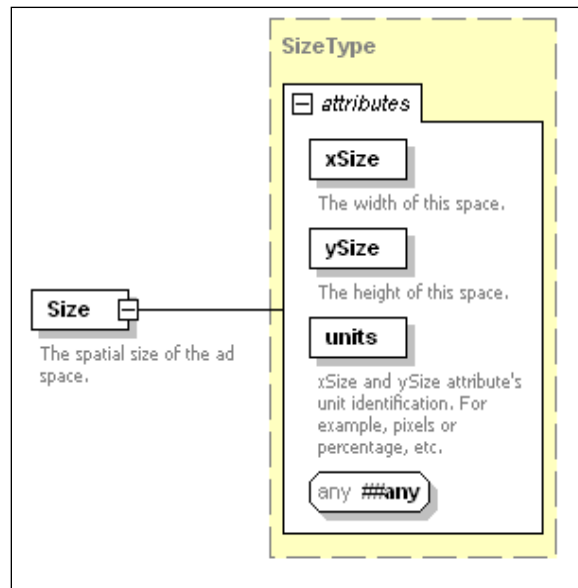 SizeType
attributes
xSize
The width of this space.
ySize
The height of this space.
Size
The spatial size of the ad
space.
units
xSize and ySize attribute's
unit identification. For
example, pixels or
percentage, etc.
any ##any